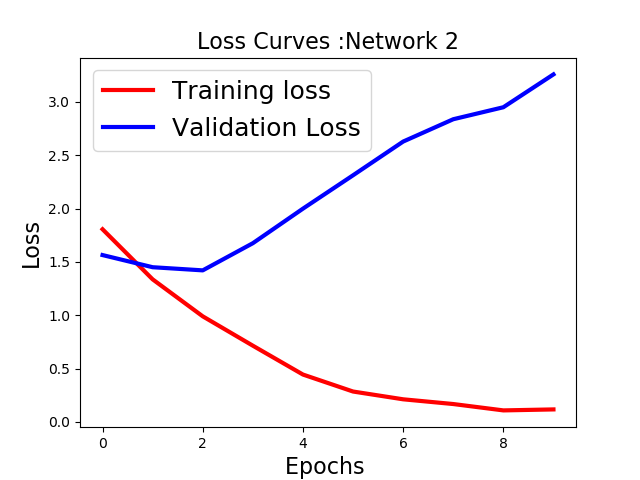 Loss Curves :Network 2
Training loss
Validation Loss
Loss
3.0
2.5
2.0
1.5
1.0
0.5
0.0
0 2 4 6 8
Epochs